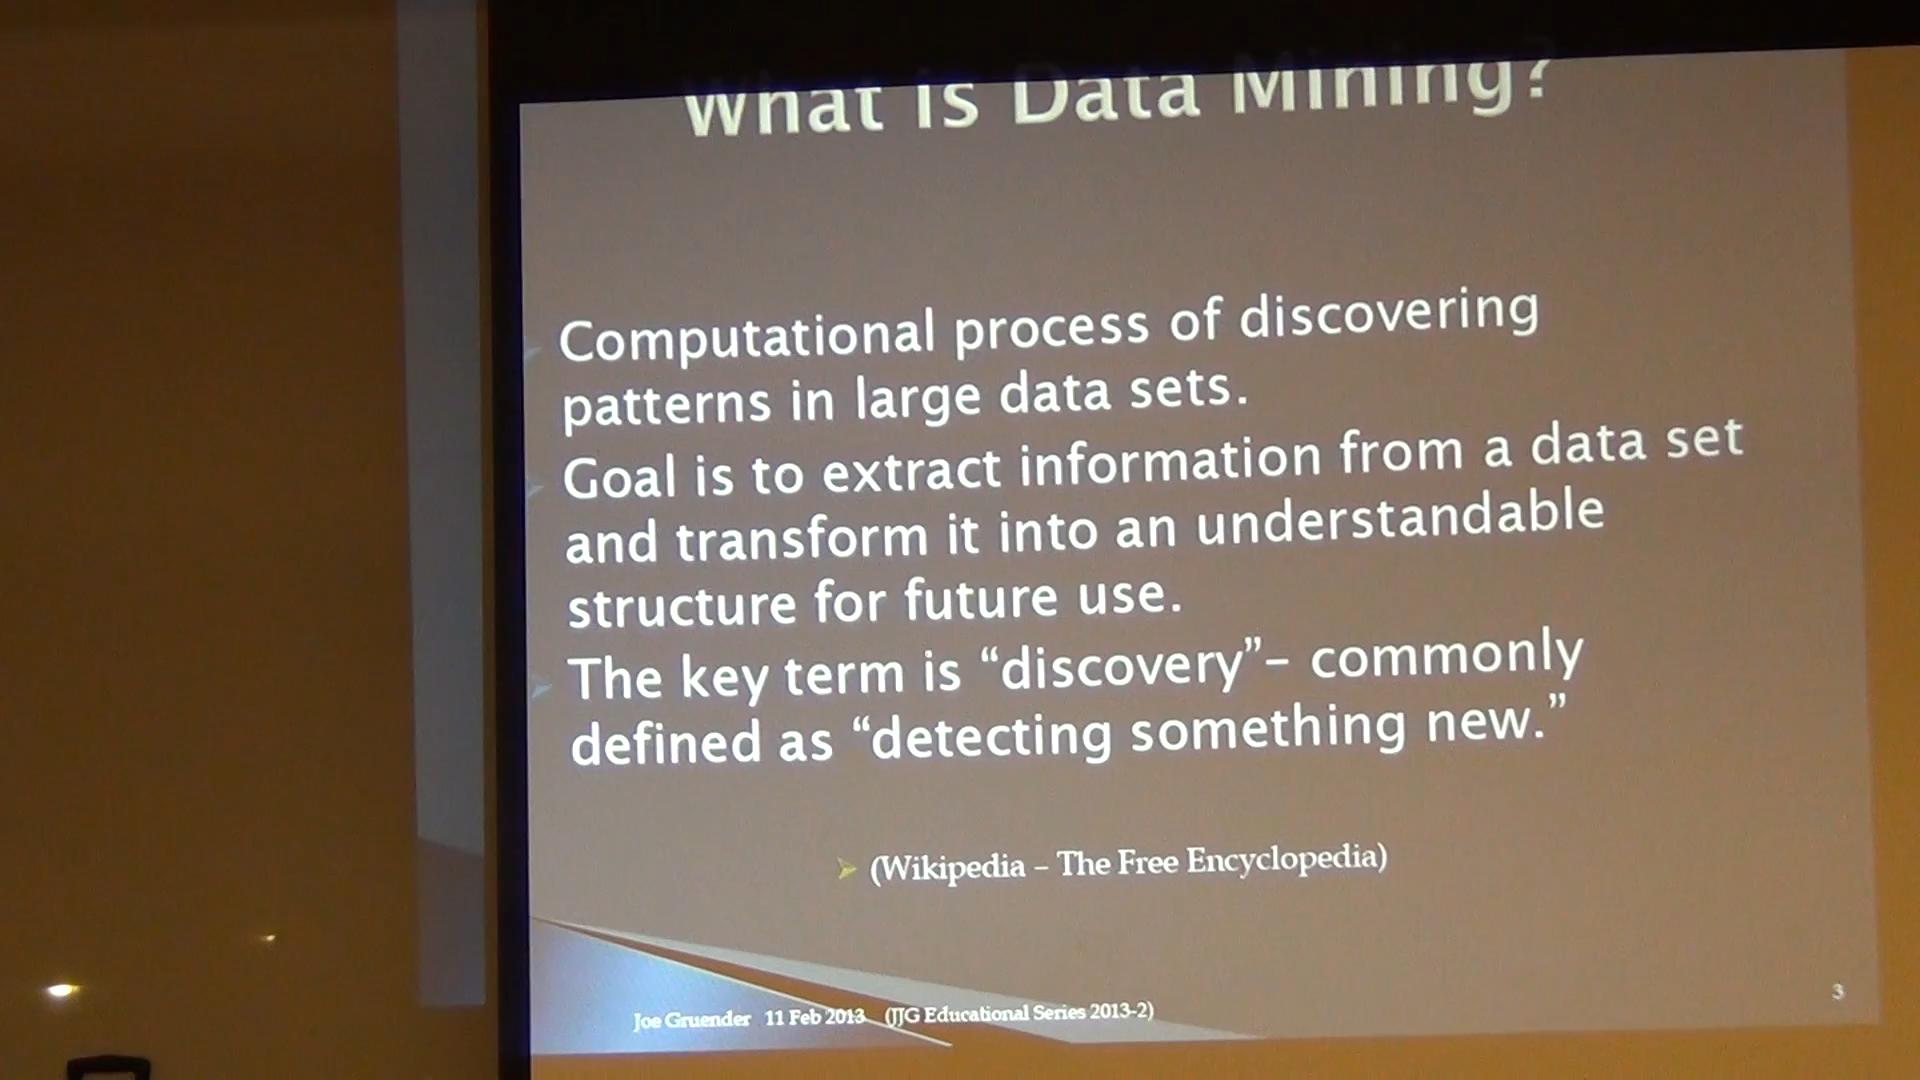 What is Data Mining?
Computational process of discovering
patterns in large data sets.
Goal is to extract information from a data set
and transform it into an understandable
structure for future use.
The key term is “discovery”– commonly
defined as “detecting something new.”
(Wikipedia – The Free Encyclopedia)
3
Joe Gruender 11 Feb 2013 (JJG Educational Series 2013-2)